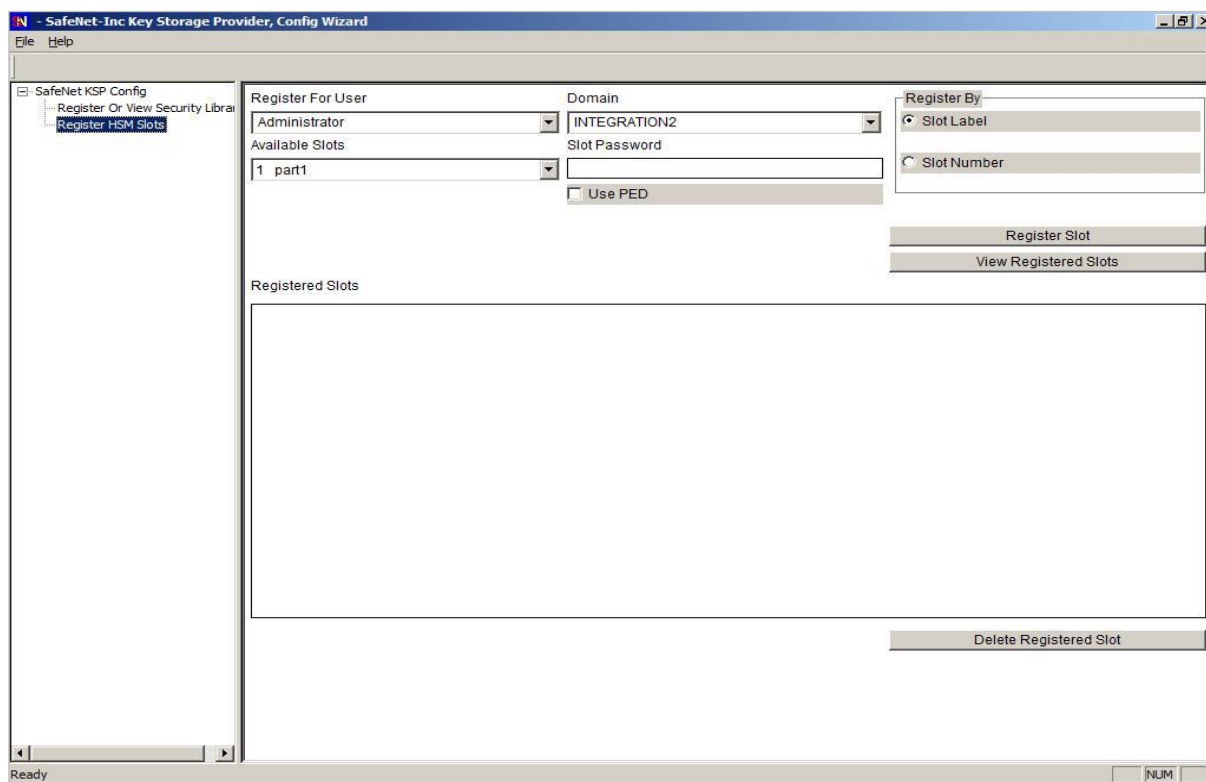 - SafeNet-Inc Key Storage Provider, Config Wizard
File Help
SafeNet KSP Config
Register Or View Security Librar
Register HSM Slots
Register For User
Domain
Register By
Administrator
INTEGRATION2
Slot Label
Available Slots
Slot Password
1 part1
Slot Number
Use PED
Register Slot
View Registered Slots
Registered Slots
Delete Registered Slot
Ready
NUM